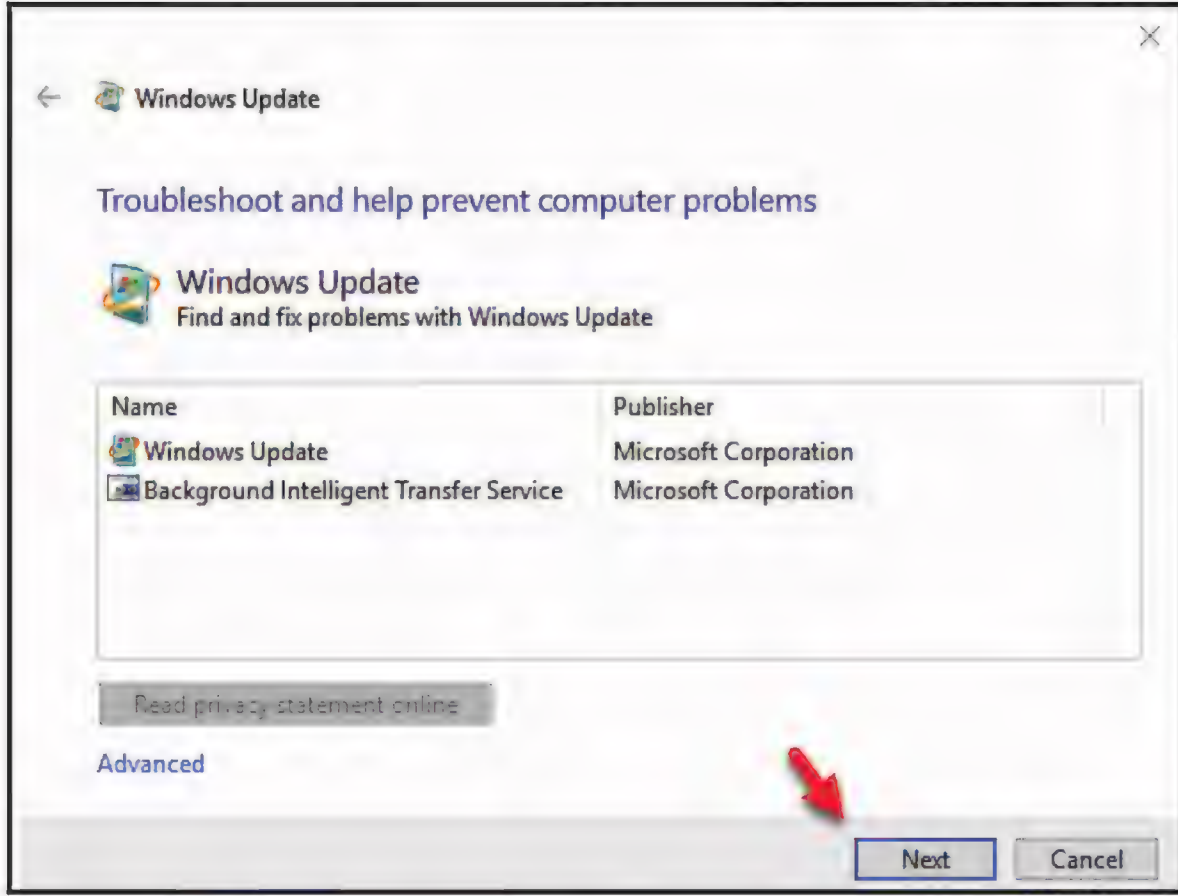 Windows Update
Troubleshoot and help prevent computer problems
Windows Update
Find and fix problems with Windows Update
Name Publisher
Windows Update Microsoft Corporation
Background Intelligent Transfer Service Microsoft Corporation
Read privacy statement online
Advanced
Next Cancel